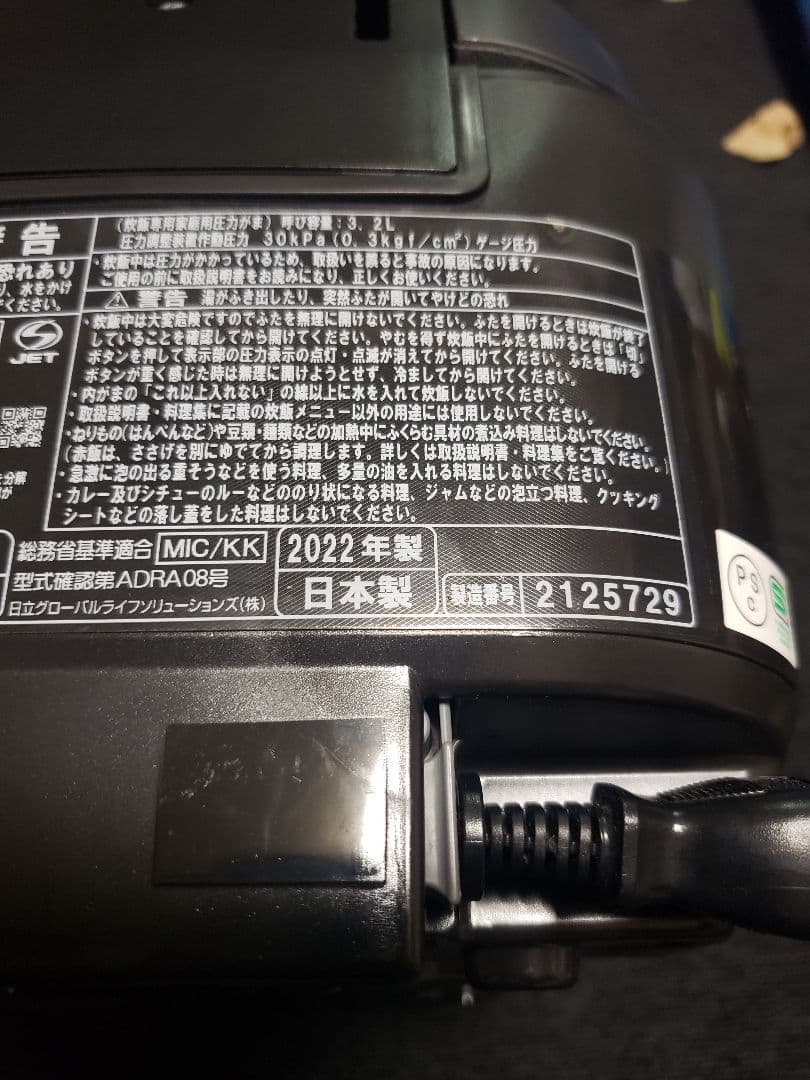 警告
(炊飯専用家庭用圧力がま) 呼び容量:3.2L
圧力調整装置作動圧力 30kPa(0.3kgf/cm²)ゲージ圧力
恐れあり
り、水をかけ
ください。
・炊飯中は圧力がかかっているため、取扱いを誤ると事故の原因になります。
ご使用の前に取扱説明書をお読みになり、正しくお使いください。
⚠ 警告 湯がふき出したり、突然ふたが開いてやけどの恐れ
JET
・炊飯中は大変危険ですのでふたを無理に開けないでください。ふたを開けるときは炊飯が終了
していることを確認してから開けてください。やむを得ず炊飯中にふたを開けるときは「切」
ボタンを押して表示部の圧力表示の点灯・点滅が消えてから開けてください。ふたを開ける
ボタンが重く感じた時は無理に開けようとせず、冷ましてから開けてください。
・内がまの「これ以上入れない」の線以上に水を入れて炊飯しないでください。
・取扱説明書・料理集に記載の炊飯メニュー以外の用途には使用しないでください。
・ねりもの(はんぺんなど)や豆類・麺類などの加熱中にふくらむ具材の煮込み料理はしないでください。
(赤飯は、ささげを別にゆでてから調理します。詳しくは取扱説明書・料理集をご覧ください。)
・急激に泡の出る重そうなどを使う料理、多量の油を入れる料理はしないでください。
・カレー及びシチューのルーなどののり状になる料理、ジャムなどの泡立つ料理、クッキング
シートなどの落し蓋をした料理はしないでください。
総務省基準適合 MIC/KK
型式確認第ADRA08号
日立グローバルライフソリューションズ(株)
2022年製
日本製
製造番号 2125729
PSc